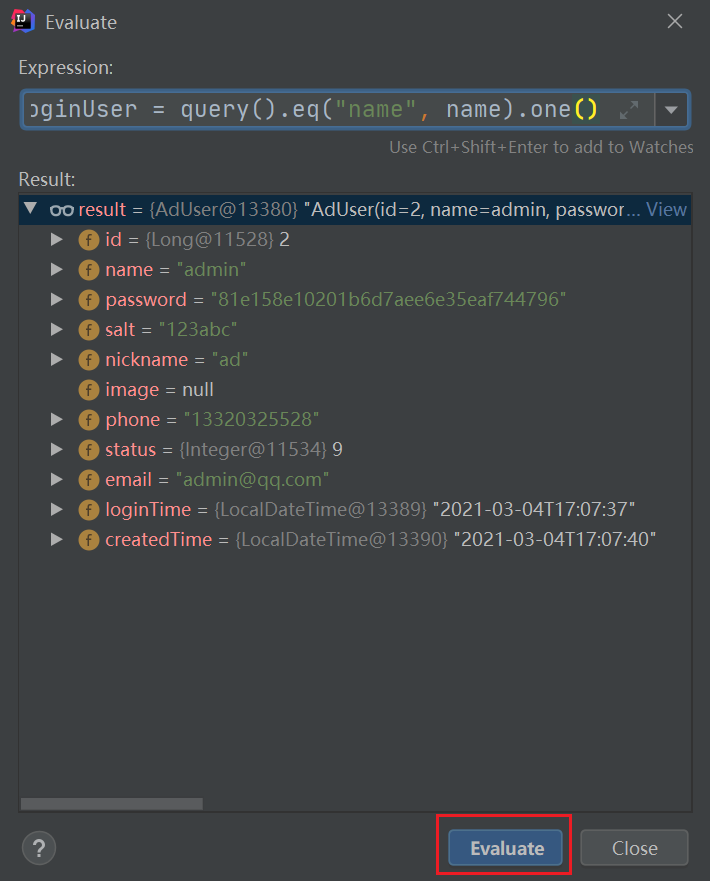 Evaluate
Expression:
oginUser = query().eq("name", name).one()
Use Ctrl+Shift+Enter to add to Watches
Result:
result = {AdUser@13380} "AdUser(id=2, name=admin, passwor... View
id = {Long@11528} 2
name = "admin"
password = "81e158e10201b6d7aee6e35eaf744796"
salt = "123abc"
nickname = "ad"
image = null
phone = "13320325528"
status = {Integer@11534} 9
email = "admin@qq.com"
loginTime = {LocalDateTime@13389} "2021-03-04T17:07:37"
createdTime = {LocalDateTime@13390} "2021-03-04T17:07:40"
? Evaluate Close